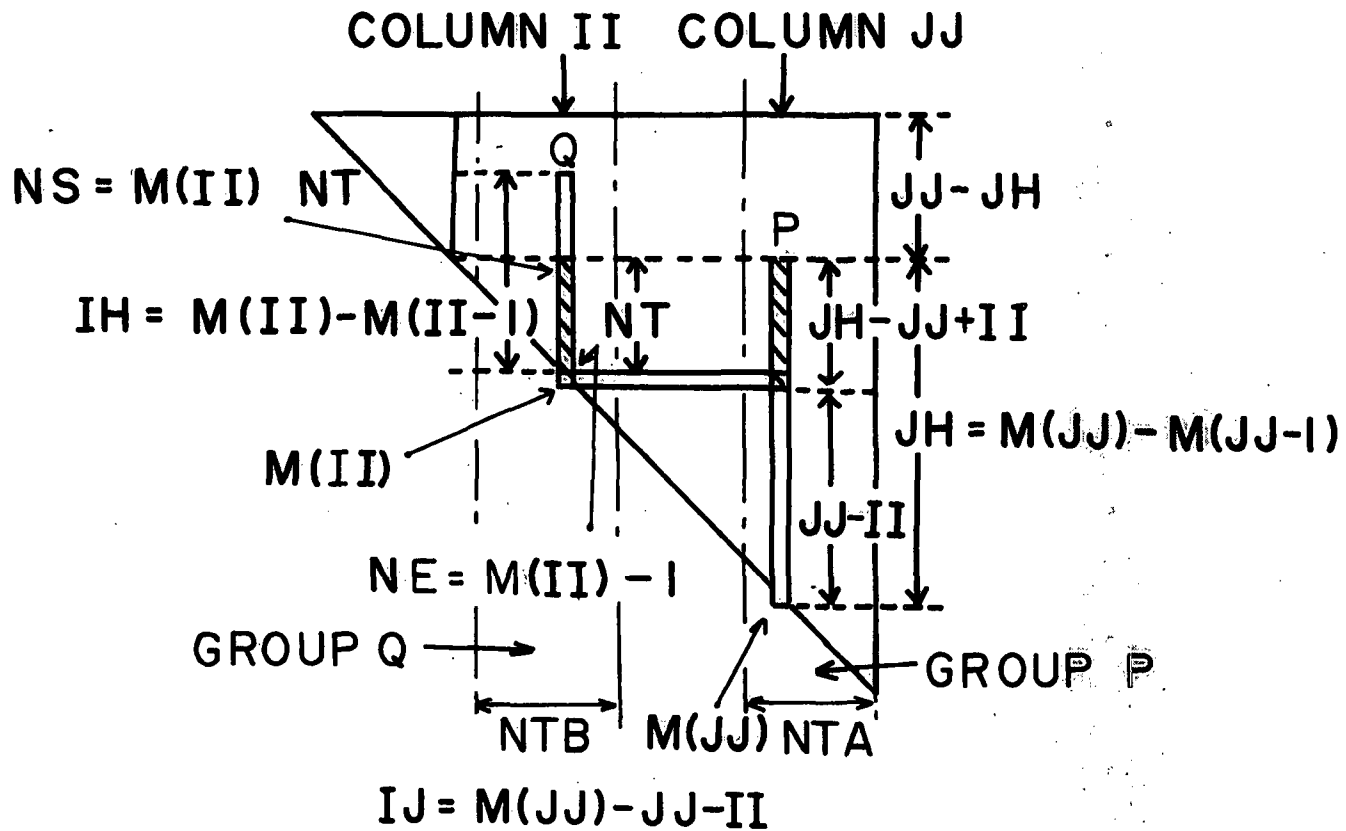 COLUMN II COLUMN JJ
Q
NS = M(II) NT
JJ-JH
P
IH = M(II)-M(II-1)
NT
JH-JJ+II
JH = M(JJ)-M(JJ-1)
M(II)
JJ-II
NE = M(II)-1
GROUP Q
GROUP P
NTB
M(JJ)
NTA
IJ = M(JJ)-JJ-II